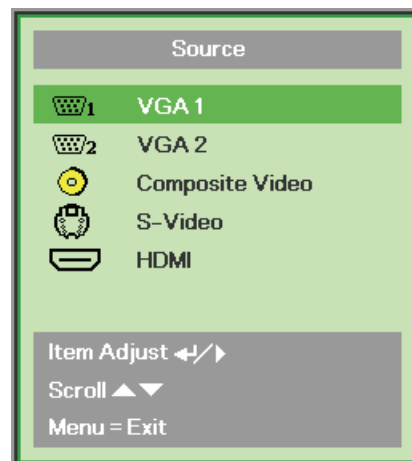 Source
1 VGA 1
2 VGA 2
Composite Video
S-Video
HDMI
Item Adjust ↵/▶
Scroll ▲▼
Menu = Exit